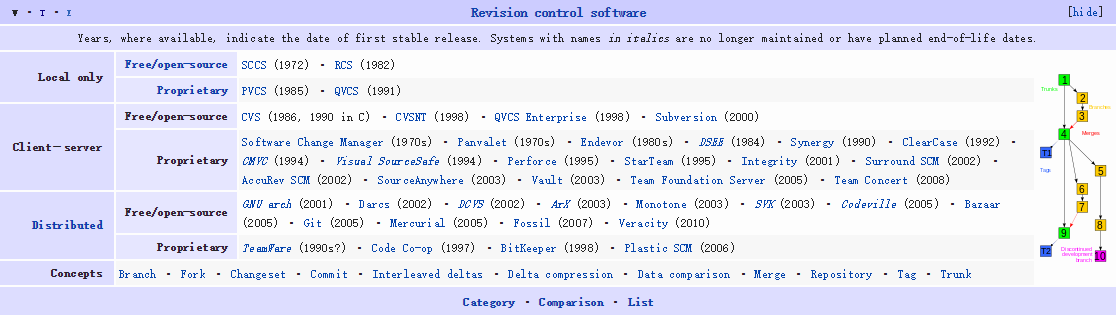 v · T · E Revision control software [hide]
Years, where available, indicate the date of first stable release. Systems with names in italics are no longer maintained or have planned end-of-life dates.
Local only
Free/open-source SCCS (1972) · RCS (1982)
Proprietary PVCS (1985) · QVCS (1991)
Client–server
Free/open-source CVS (1986, 1990 in C) · CVSNT (1998) · QVCS Enterprise (1998) · Subversion (2000)
Proprietary
Software Change Manager (1970s) · Panvalet (1970s) · Endevor (1980s) · DSEE (1984) · Synergy (1990) · ClearCase (1992) ·
CMVC (1994) · Visual SourceSafe (1994) · Perforce (1995) · StarTeam (1995) · Integrity (2001) · Surround SCM (2002) ·
AccuRev SCM (2002) · SourceAnywhere (2003) · Vault (2003) · Team Foundation Server (2005) · Team Concert (2008)
Distributed
Free/open-source
GNU arch (2001) · Darcs (2002) · DCVS (2002) · ArX (2003) · Monotone (2003) · SVK (2003) · Codeville (2005) · Bazaar
(2005) · Git (2005) · Mercurial (2005) · Fossil (2007) · Veracity (2010)
Proprietary TeamWare (1990s?) · Code Co-op (1997) · BitKeeper (1998) · Plastic SCM (2006)
Concepts Branch · Fork · Changeset · Commit · Interleaved deltas · Delta compression · Data comparison · Merge · Repository · Tag · Trunk
Category · Comparison · List
1
Trunks
2
Branches
3
4
Merges
T1
Tags
5
6
7
8
9
T2
Discontinued
development
branch
10